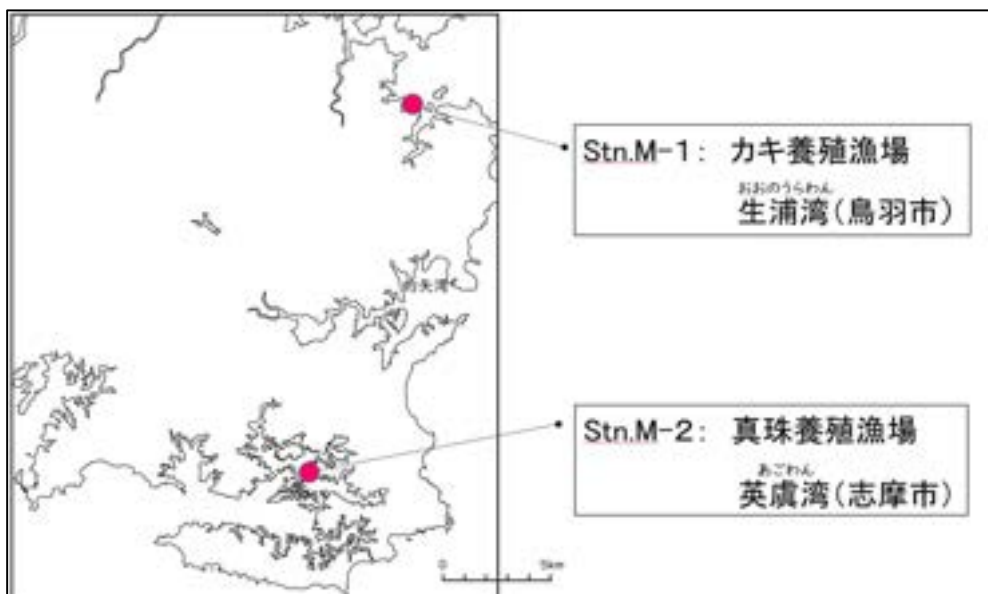 Stn.M-1: カキ養殖漁場
おおのうらわん
生浦湾(鳥羽市)
的矢湾
Stn.M-2: 真珠養殖漁場
あごわん
英虞湾(志摩市)
0 5km